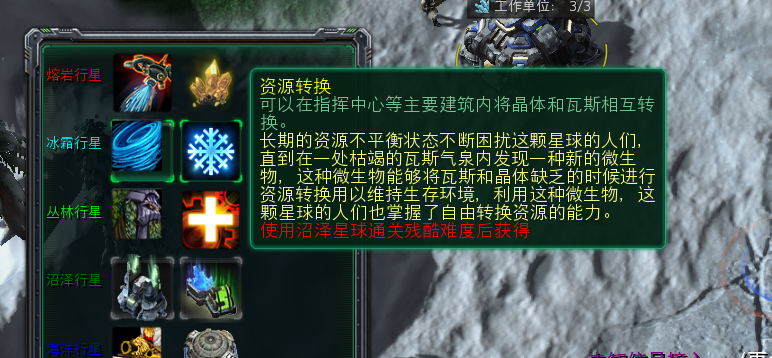 工作单位: 3/3
熔岩行星
资源转换
可以在指挥中心等主要建筑内将晶体和瓦斯相互转
换。
冰霜行星
长期的资源不平衡状态不断困扰这颗星球的人们，
直到在一处枯竭的瓦斯气泉内发现一种新的微生
物，这种微生物能够将瓦斯和晶体缺乏的时候进行
资源转换用以维持生存环境，利用这种微生物，这
丛林行星
颗星球的人们也掌握了自由转换资源的能力。
使用沼泽星球通关残酷难度后获得
沼泽行星
海洋行星